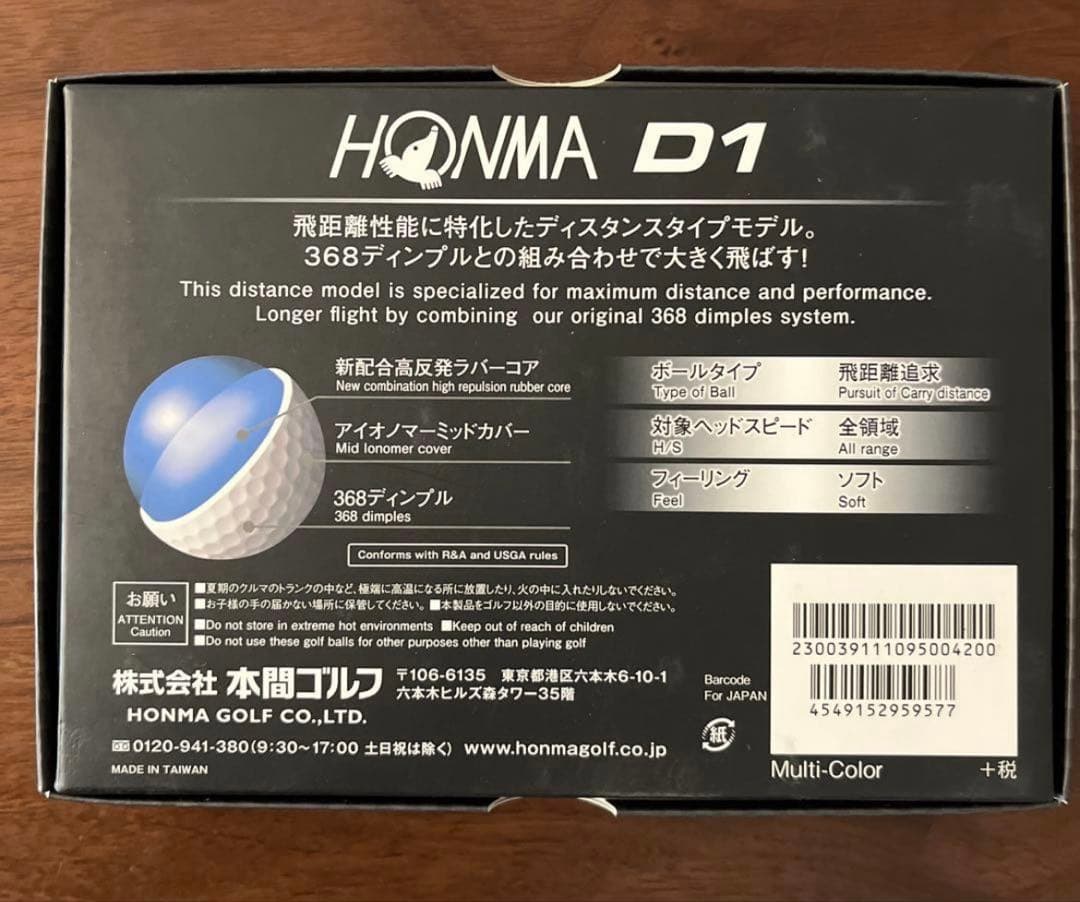 HONMA D1
飛距離性能に特化したディスタンスタイプモデル。
368ディンプルとの組み合わせで大きく飛ばす!
This distance model is specialized for maximum distance and performance.
Longer flight by combining our original 368 dimples system.
新配合高反発ラバーコア
New combination high repulsion rubber core
アイオノマーミッドカバー
Mid Ionomer cover
368ディンプル
368 dimples
Conforms with R&A and USGA rules
ボールタイプ 飛距離追求
Type of Ball Pursuit of Carry distance
対象ヘッドスピード 全領域
H/S All range
フィーリング ソフト
Feel Soft
お願い
ATTENTION
Caution
■夏期のクルマのトランクの中など、極端に高温になる所に放置したり、火の中に入れたりしないでください。
■お子様の手の届かない場所に保管してください。 ■本製品をゴルフ以外の目的に使用しないでください。
■Do not store in extreme hot environments ■Keep out of reach of children
■Do not use these golf balls for other purposes other than playing golf
株式会社 本間ゴルフ 〒106-6135 東京都港区六本木6-10-1
六本木ヒルズ森タワー35階
HONMA GOLF CO.,LTD.
0120-941-380(9:30〜17:00 土日祝は除く) www.honmagolf.co.jp
MADE IN TAIWAN
Barcode
For JAPAN
紙
230039111095004200
4549152959577
Multi-Color +税